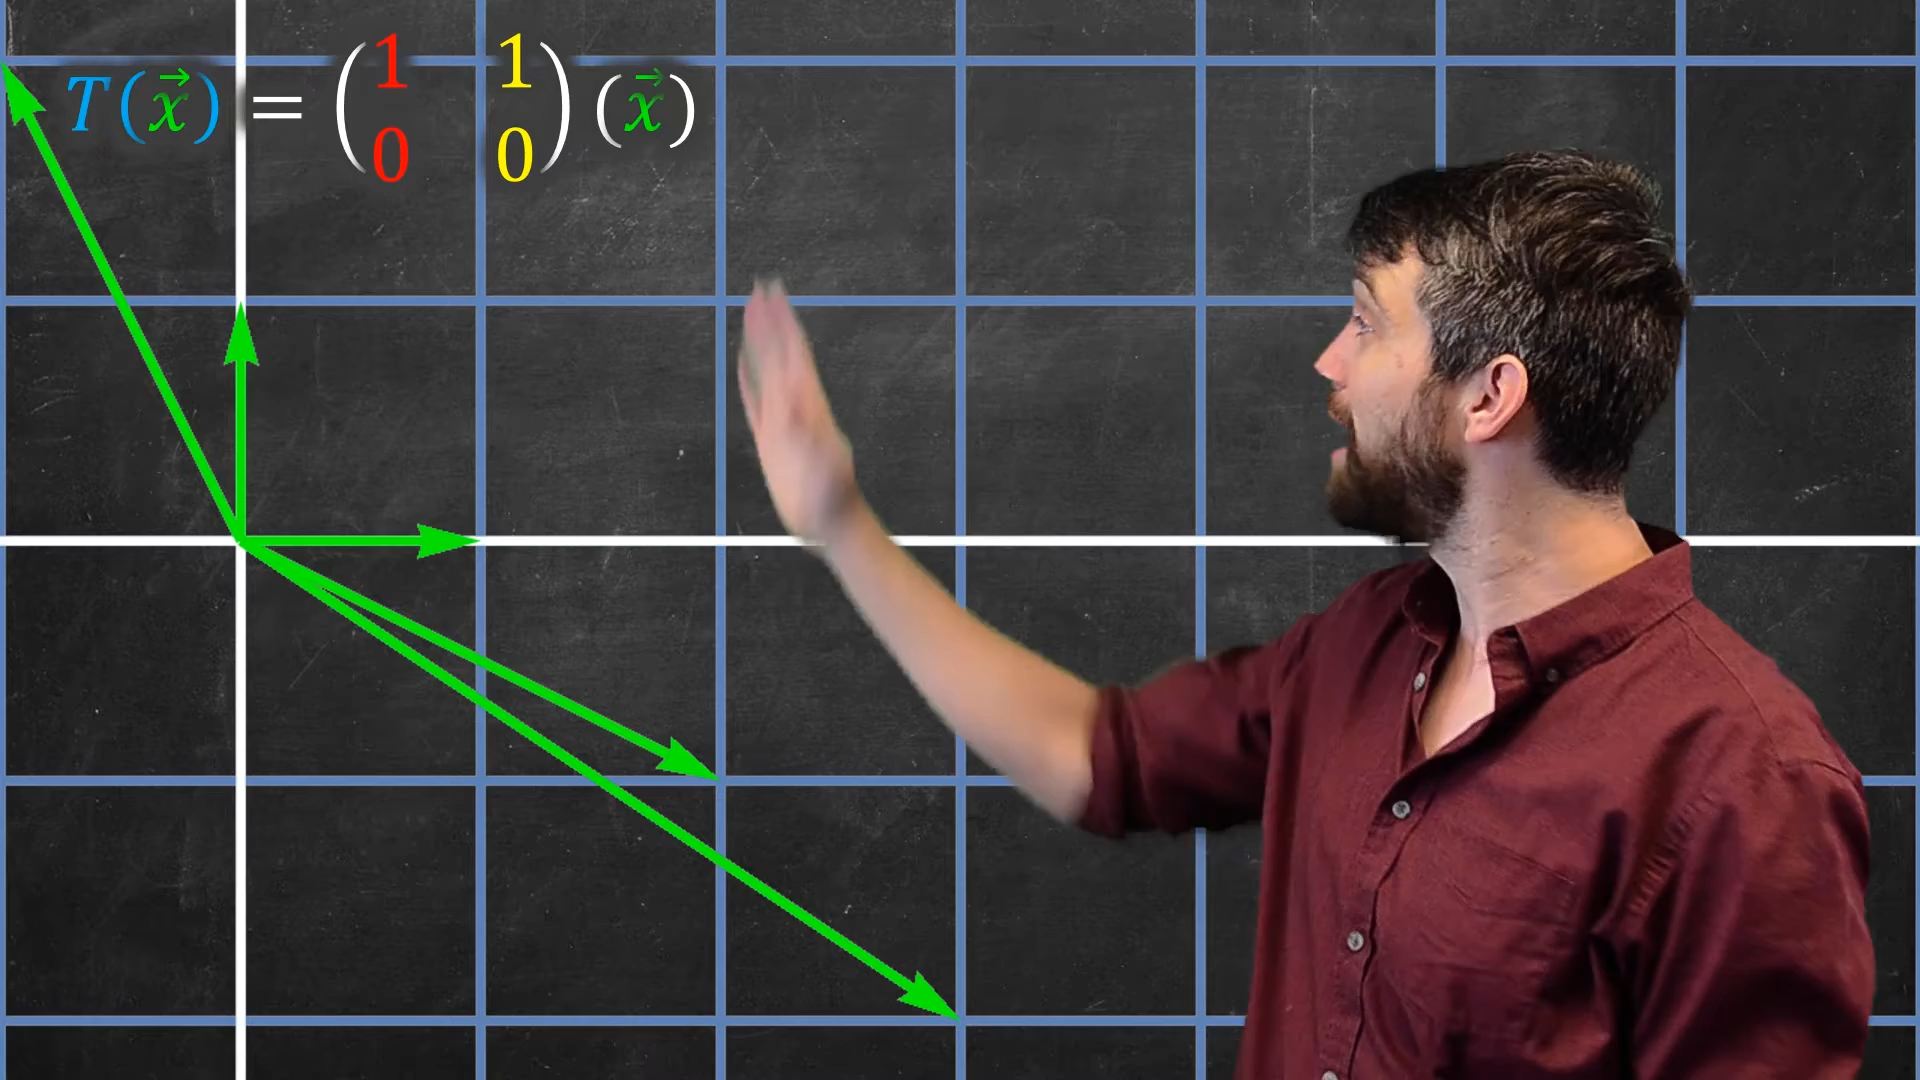 T(x⃗) = (1 1
0 0) (x⃗)